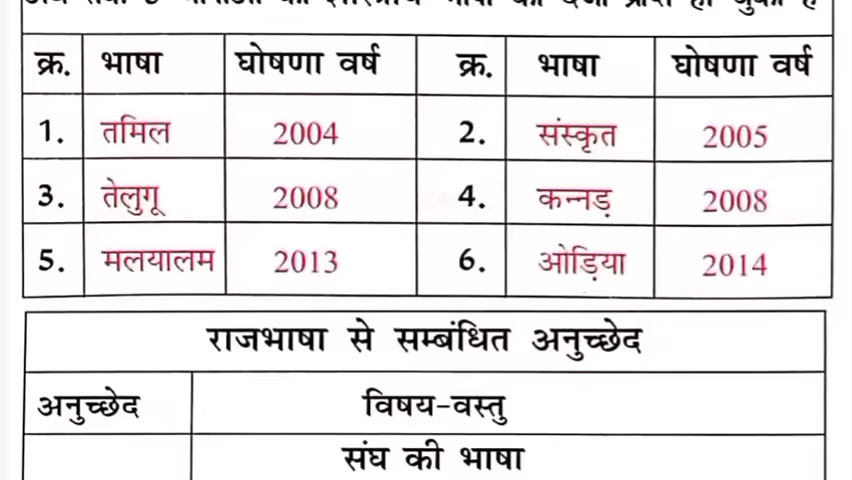 क्र. भाषा घोषणा वर्ष क्र. भाषा घोषणा वर्ष
1. तमिल 2004 2. संस्कृत 2005
3. तेलुगू 2008 4. कन्नड़ 2008
5. मलयालम 2013 6. ओड़िया 2014
राजभाषा से सम्बंधित अनुच्छेद
अनुच्छेद विषय-वस्तु
संघ की भाषा